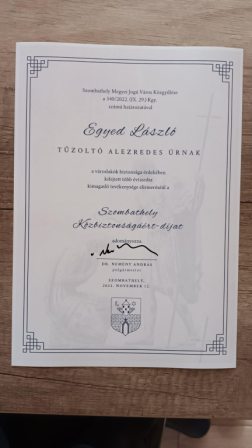 Szombathely Megyei Jogú Város Közgyűlése
a 340/2022. (IX. 29.) Kgy.
számú határozatával
Egyed László
TŰZOLTÓ ALEZREDES ÚRNAK
a városlakók biztonsága érdekében
kifejtett több évtizedes
kimagasló tevékenysége elismeréséül a
Szombathely
Közbiztonságáért-díjat
adományozta.
DR. NEMÉNY ANDRÁS
polgármester
SZOMBATHELY,
2022. NOVEMBER 11.